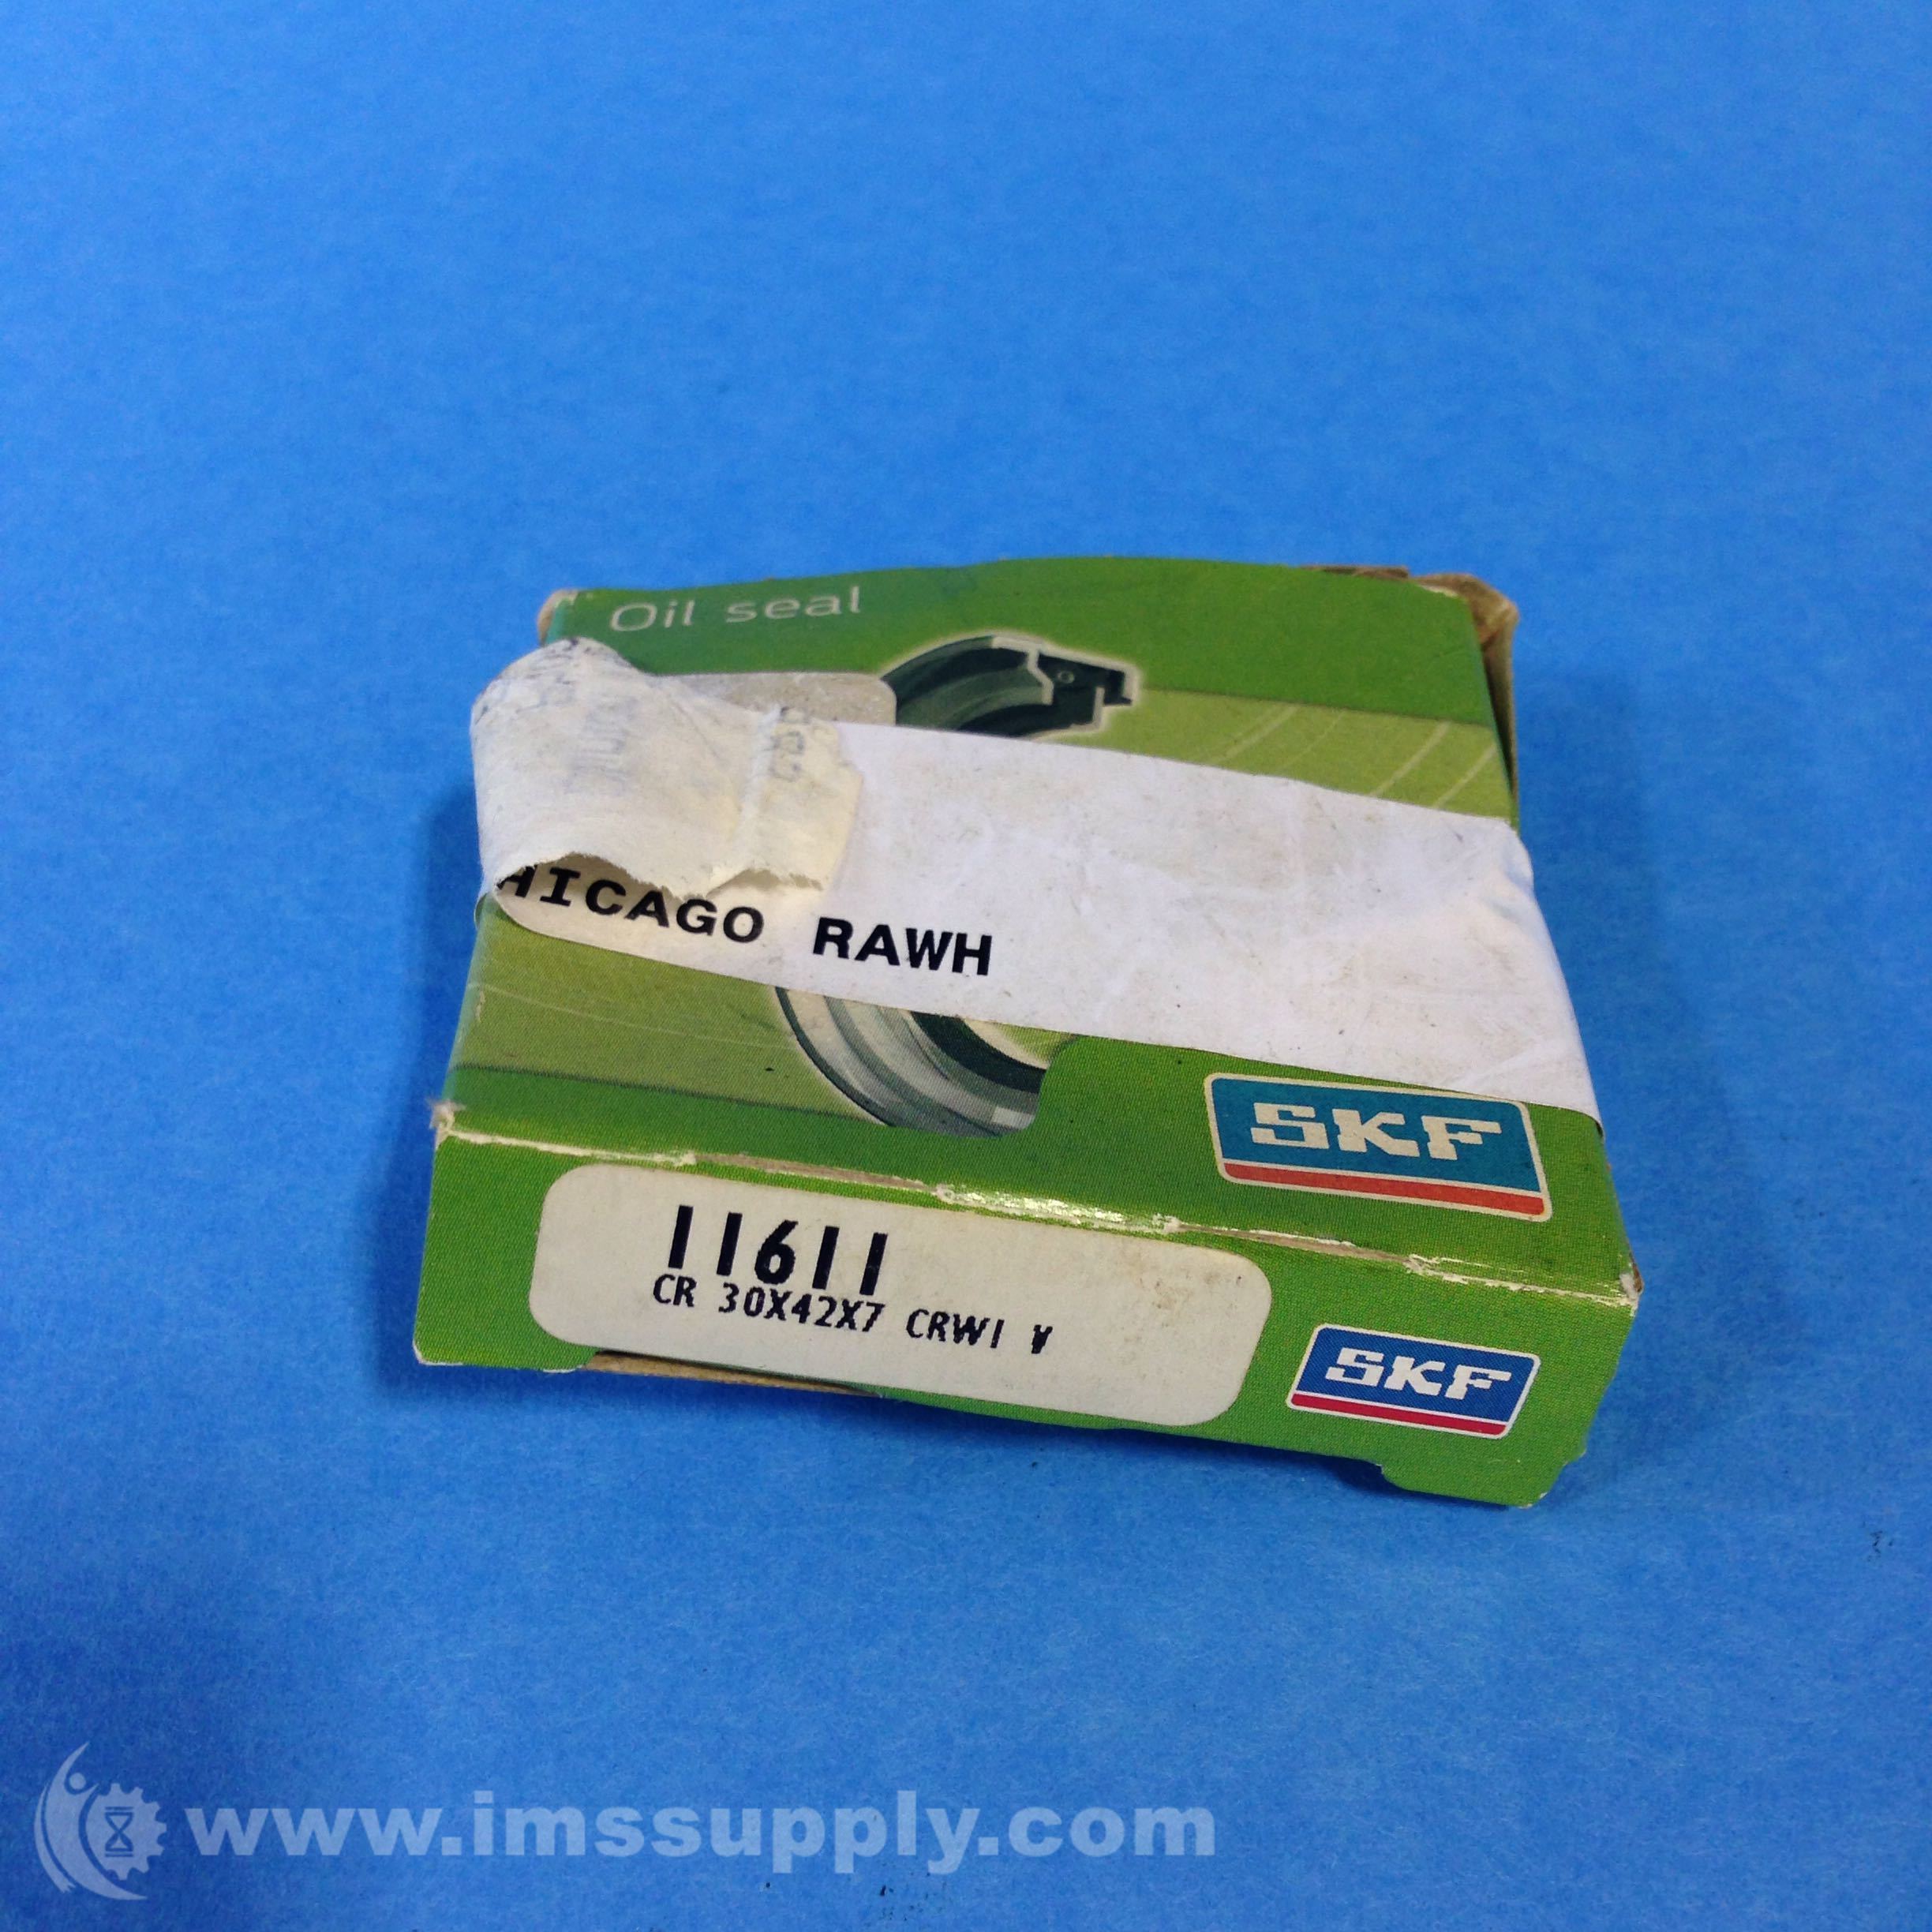 Oil seal
HICAGO RAWH
SKF
11611
CR 30X42X7 CRW1 V
SKF
www.imssupply.com